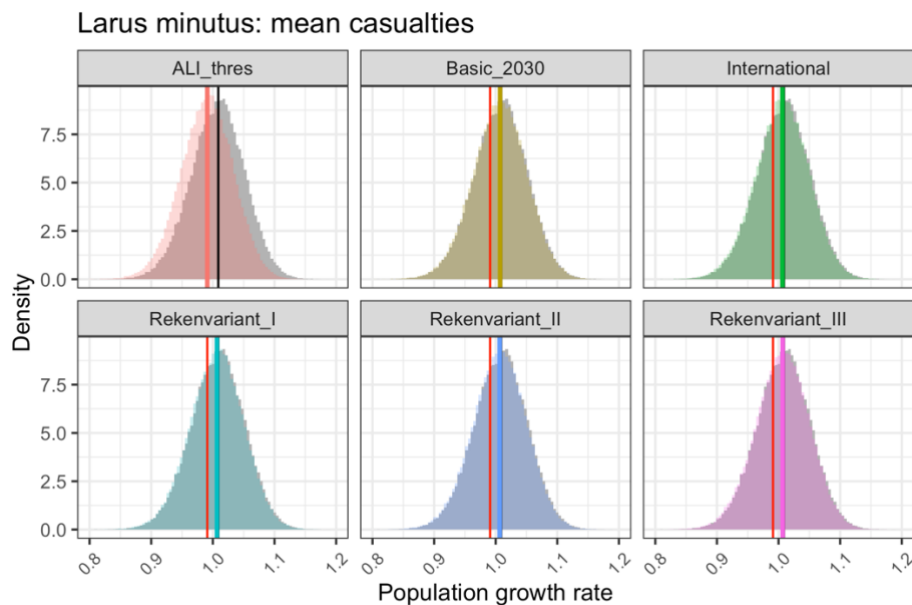 Larus minutus: mean casualties
ALI_thres Basic_2030 International
7.5
5.0
2.5
0.0
Rekenvariant_I Rekenvariant_II Rekenvariant_III
7.5
5.0
2.5
0.0
Density
0.8 0.9 1.0 1.1 1.2 0.8 0.9 1.0 1.1 1.2 0.8 0.9 1.0 1.1 1.2
Population growth rate